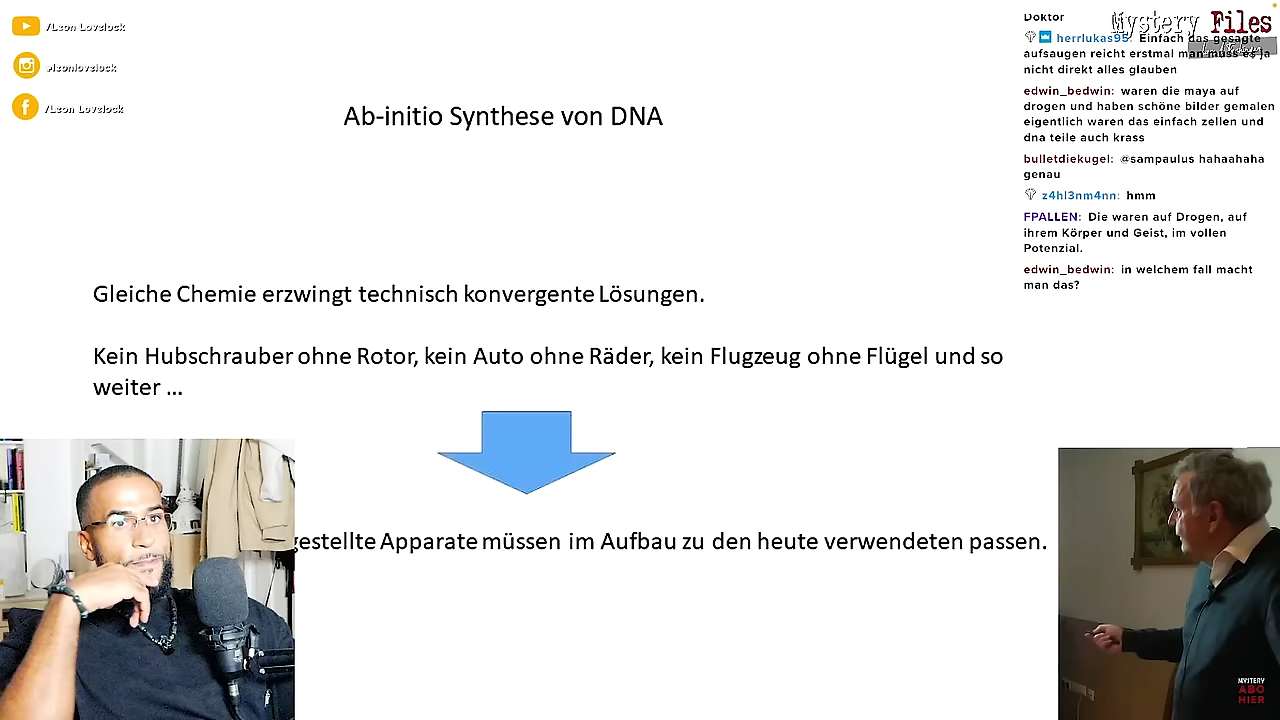 /Leon Lovelock
/Leon Lovelock
Ab-initio Synthese von DNA
Gleiche Chemie erzwingt technisch konvergente Lösungen.
Kein Hubschrauber ohne Rotor, kein Auto ohne Räder, kein Flugzeug ohne Flügel und so
weiter ...
gestellte Apparate müssen im Aufbau zu den heute verwendeten passen.
Doktor
Mystery Files
herrlukas95: Einfach das gesagte
aufsaugen reicht erstmal man muss es ja
nicht direkt alles glauben
edwin_bedwin: waren die maya auf
drogen und haben schöne bilder gemalen
eigentlich waren das einfach zellen und
dna teile auch krass
bulletdiekugel: @sampaulus hahaahaha
genau
z4hl3nm4nn: hmm
FPALLEN: Die waren auf Drogen, auf
ihrem Körper und Geist, im vollen
Potenzial.
edwin_bedwin: in welchem fall macht
man das?
MYSTERY
ABO
HIER